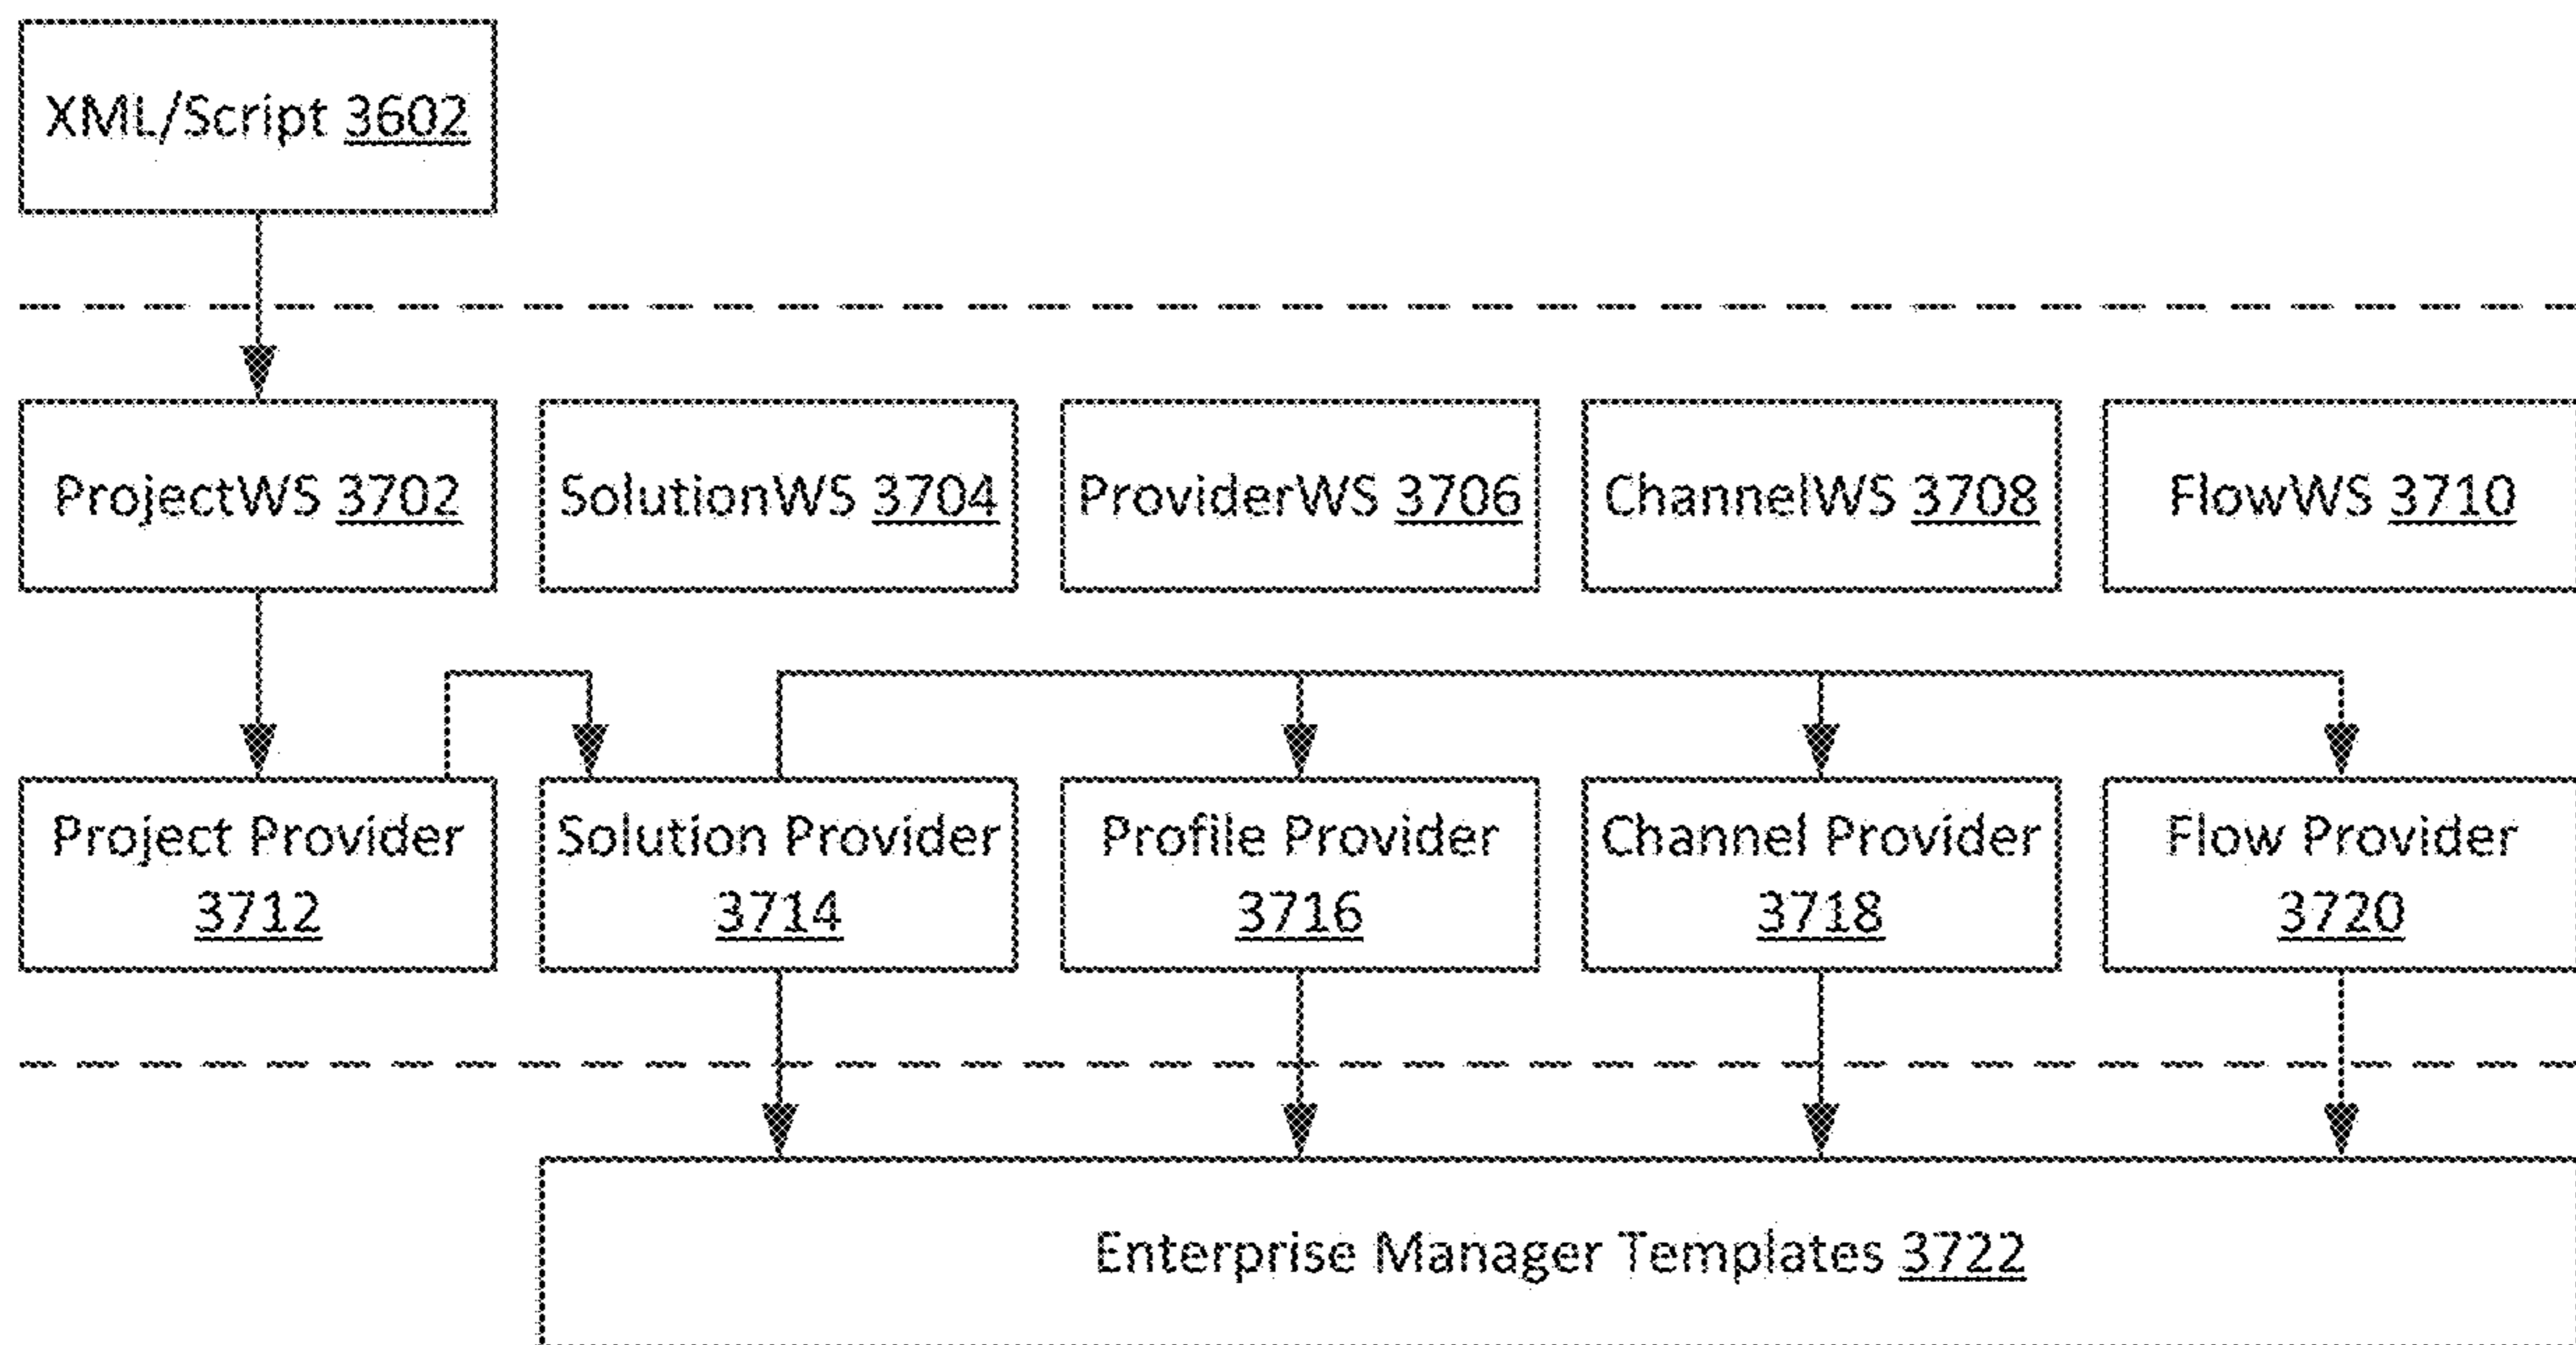 XML/Script 3602
ProjectWS 3702
SolutionWS 3704
ProviderWS 3706
ChannelWS 3708
FlowWS 3710
Project Provider
3712
Solution Provider
3714
Profile Provider
3716
Channel Provider
3718
Flow Provider
3720
Enterprise Manager Templates 3722